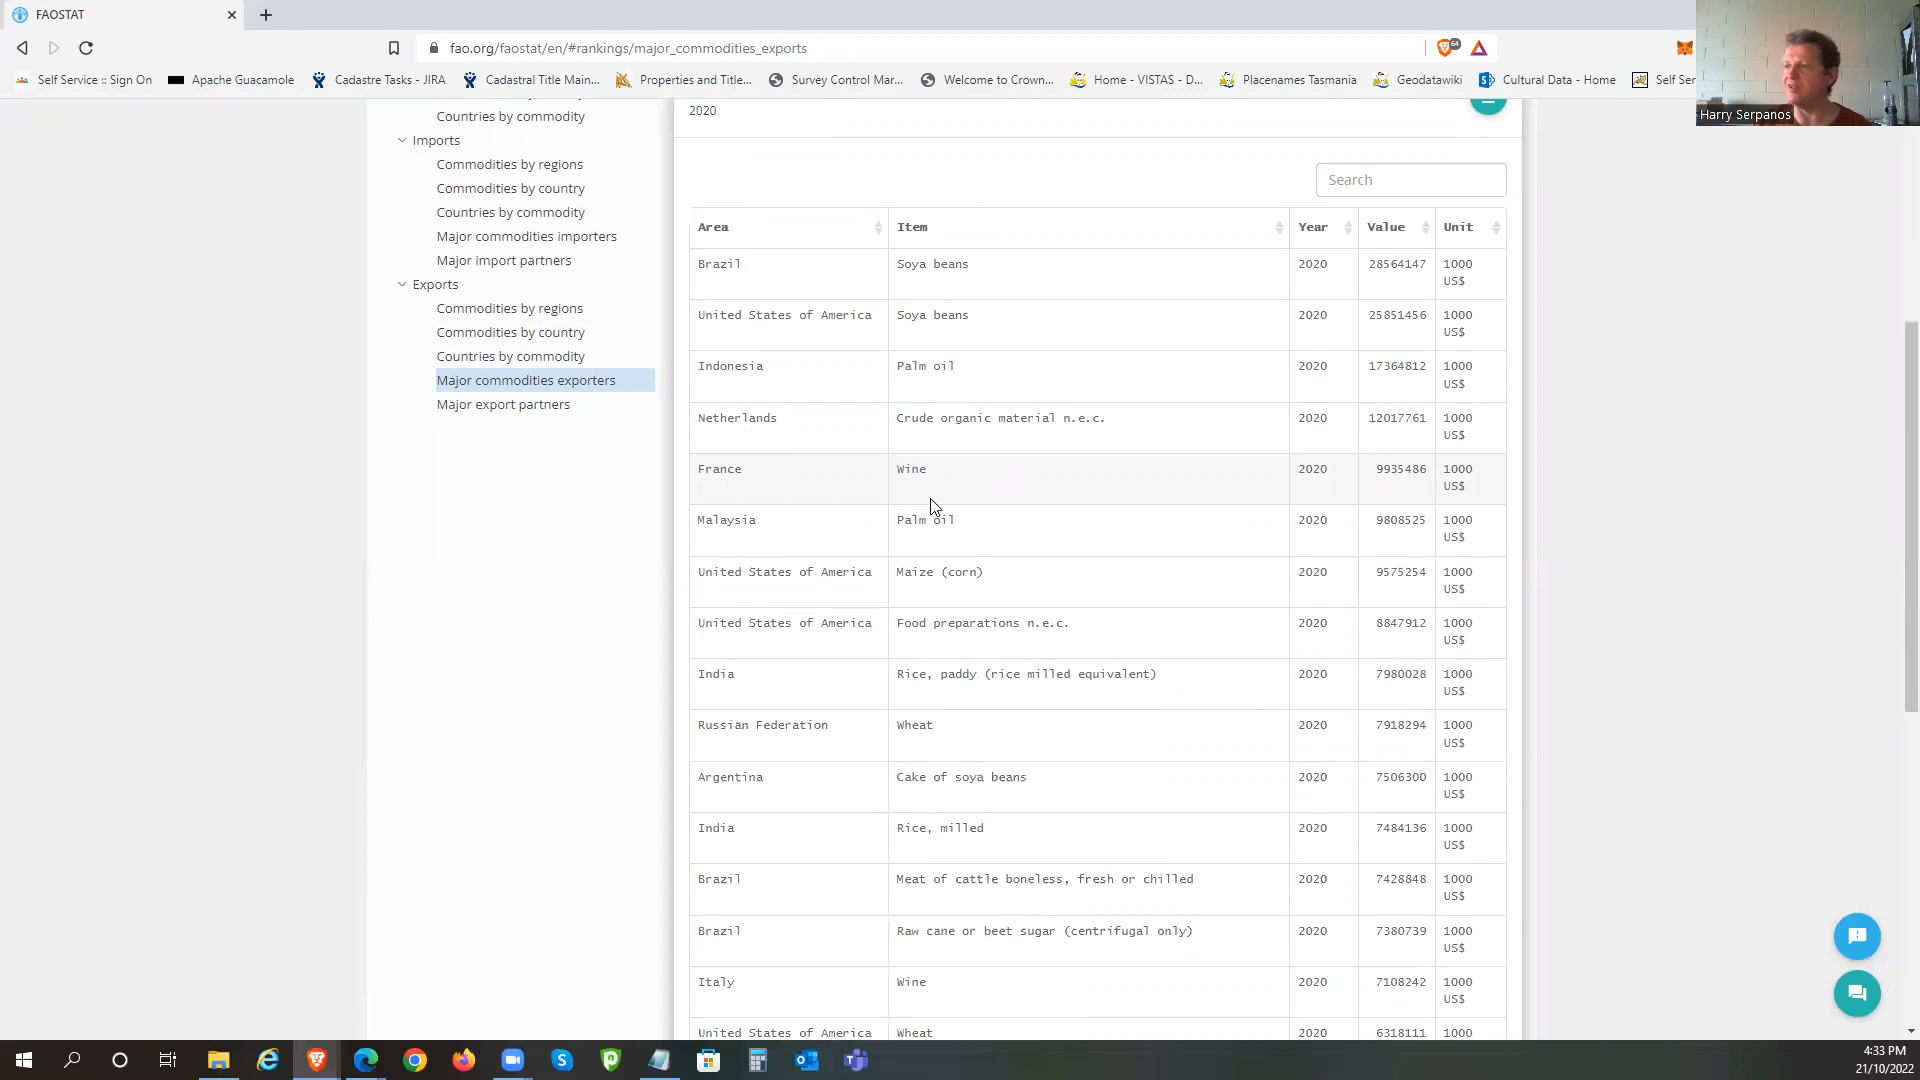 FAOSTAT
fao.org/faostat/en/#rankings/major_commodities_exports
64
Self Service :: Sign On
Apache Guacamole
Cadastre Tasks - JIRA
Cadastral Title Main...
Properties and Title...
Survey Control Mar...
Welcome to Crown...
Home - VISTAS - D...
Placenames Tasmania
Geodatawiki
Cultural Data - Home
Self Ser
Harry Serpanos
Countries by commodity
Imports
Commodities by regions
Commodities by country
Countries by commodity
Major commodities importers
Major import partners
Exports
Commodities by regions
Commodities by country
Countries by commodity
Major commodities exporters
Major export partners
2020
Search
Area Item Year Value Unit
Brazil Soya beans 2020 28564147 1000
US$
United States of America Soya beans 2020 25851456 1000
US$
Indonesia Palm oil 2020 17364812 1000
US$
Netherlands Crude organic material n.e.c. 2020 12017761 1000
US$
France Wine 2020 9935486 1000
US$
Malaysia Palm oil 2020 9808525 1000
US$
United States of America Maize (corn) 2020 9575254 1000
US$
United States of America Food preparations n.e.c. 2020 8847912 1000
US$
India Rice, paddy (rice milled equivalent) 2020 7980028 1000
US$
Russian Federation Wheat 2020 7918294 1000
US$
Argentina Cake of soya beans 2020 7506300 1000
US$
India Rice, milled 2020 7484136 1000
US$
Brazil Meat of cattle boneless, fresh or chilled 2020 7428848 1000
US$
Brazil Raw cane or beet sugar (centrifugal only) 2020 7380739 1000
US$
Italy Wine 2020 7108242 1000
US$
United States of America Wheat 2020 6318111 1000
4:33 PM
21/10/2022